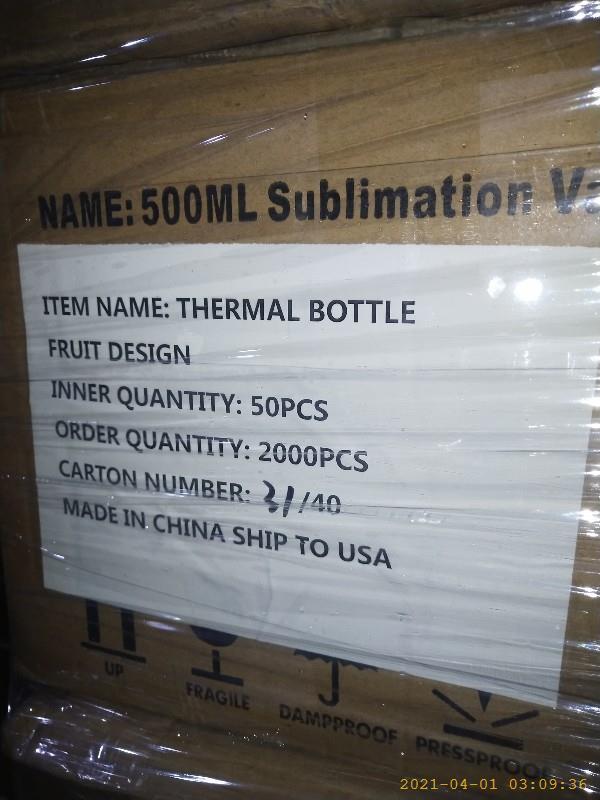 NAME: 500ML Sublimation
ITEM NAME: THERMAL BOTTLE
FRUIT DESIGN
INNER QUANTITY: 50PCS
ORDER QUANTITY: 2000PCS
CARTON NUMBER: 31/40
MADE IN CHINA SHIP TO USA
UP
FRAGILE
DAMPPROOF
PRESSPROOF
2021-04-01 03:09:36